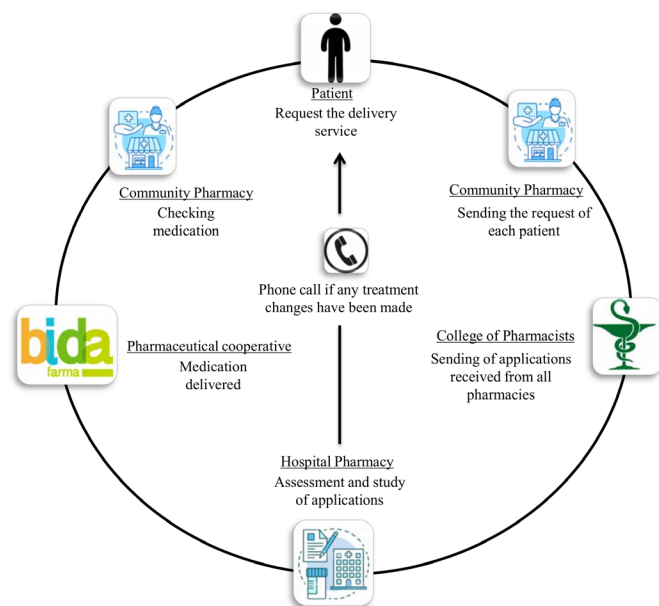 Patient
Request the delivery
service
Community Pharmacy
Checking
medication
Community Pharmacy
Sending the request of
each patient
Phone call if any treatment
changes have been made
bida
farma
Pharmaceutical cooperative
Medication
delivered
College of Pharmacists
Sending of applications
received from all
pharmacies
Hospital Pharmacy
Assessment and study
of applications